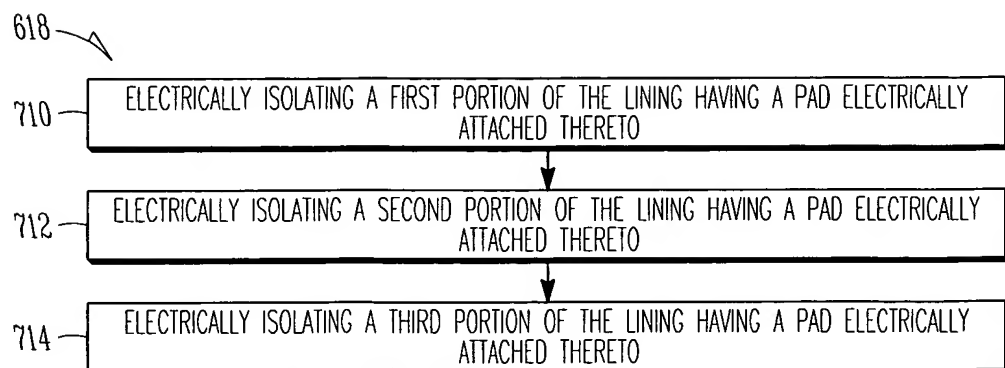 618
710
ELECTRICALLY ISOLATING A FIRST PORTION OF THE LINING HAVING A PAD ELECTRICALLY
ATTACHED THERETO
712
ELECTRICALLY ISOLATING A SECOND PORTION OF THE LINING HAVING A PAD ELECTRICALLY
ATTACHED THERETO
714
ELECTRICALLY ISOLATING A THIRD PORTION OF THE LINING HAVING A PAD ELECTRICALLY
ATTACHED THERETO